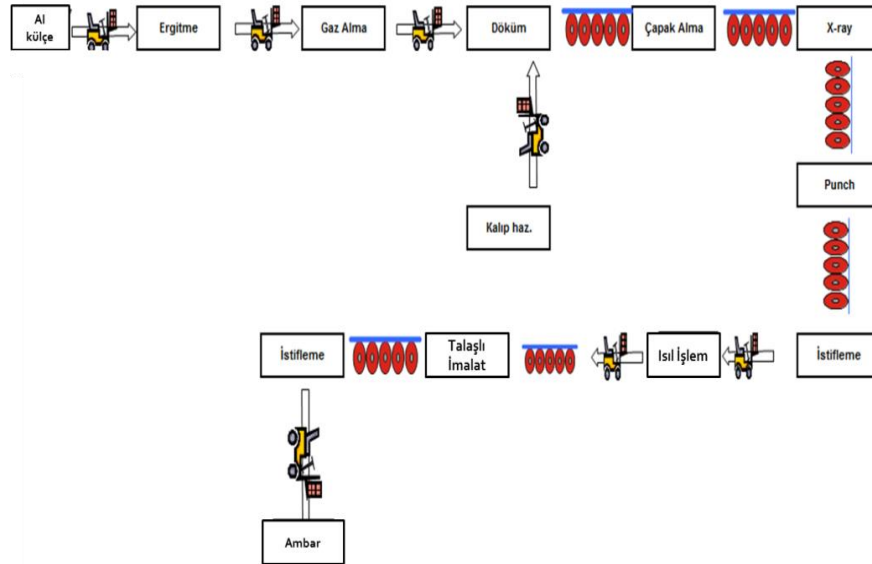 Al
külçe
Ergitme
Gaz Alma
Döküm
Çapak Alma
X-ray
Punch
Kalıp haz.
İstifleme
Talaşlı
İmalat
Isıl İşlem
İstifleme
Ambar